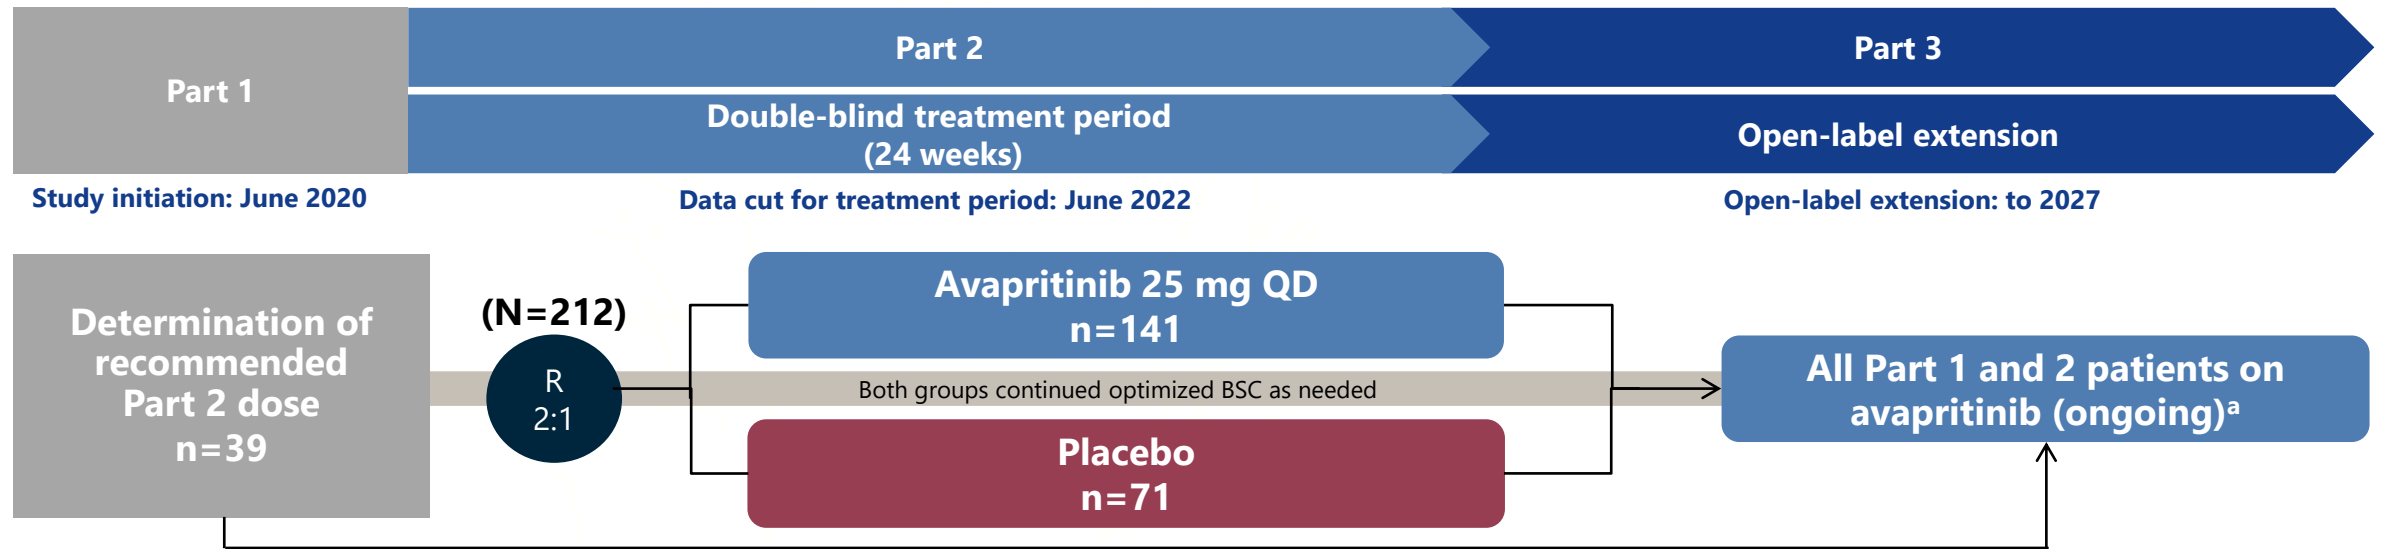 Part 1
Part 2
Part 3
Double-blind treatment period
(24 weeks)
Open-label extension
Study initiation: June 2020
Data cut for treatment period: June 2022
Open-label extension: to 2027
Determination of
recommended
Part 2 dose
n=39
(N=212)
R
2:1
Avapritinib 25 mg QD
n=141
Both groups continued optimized BSC as needed
Placebo
n=71
All Part 1 and 2 patients on
avapritinib (ongoing)ᵃ